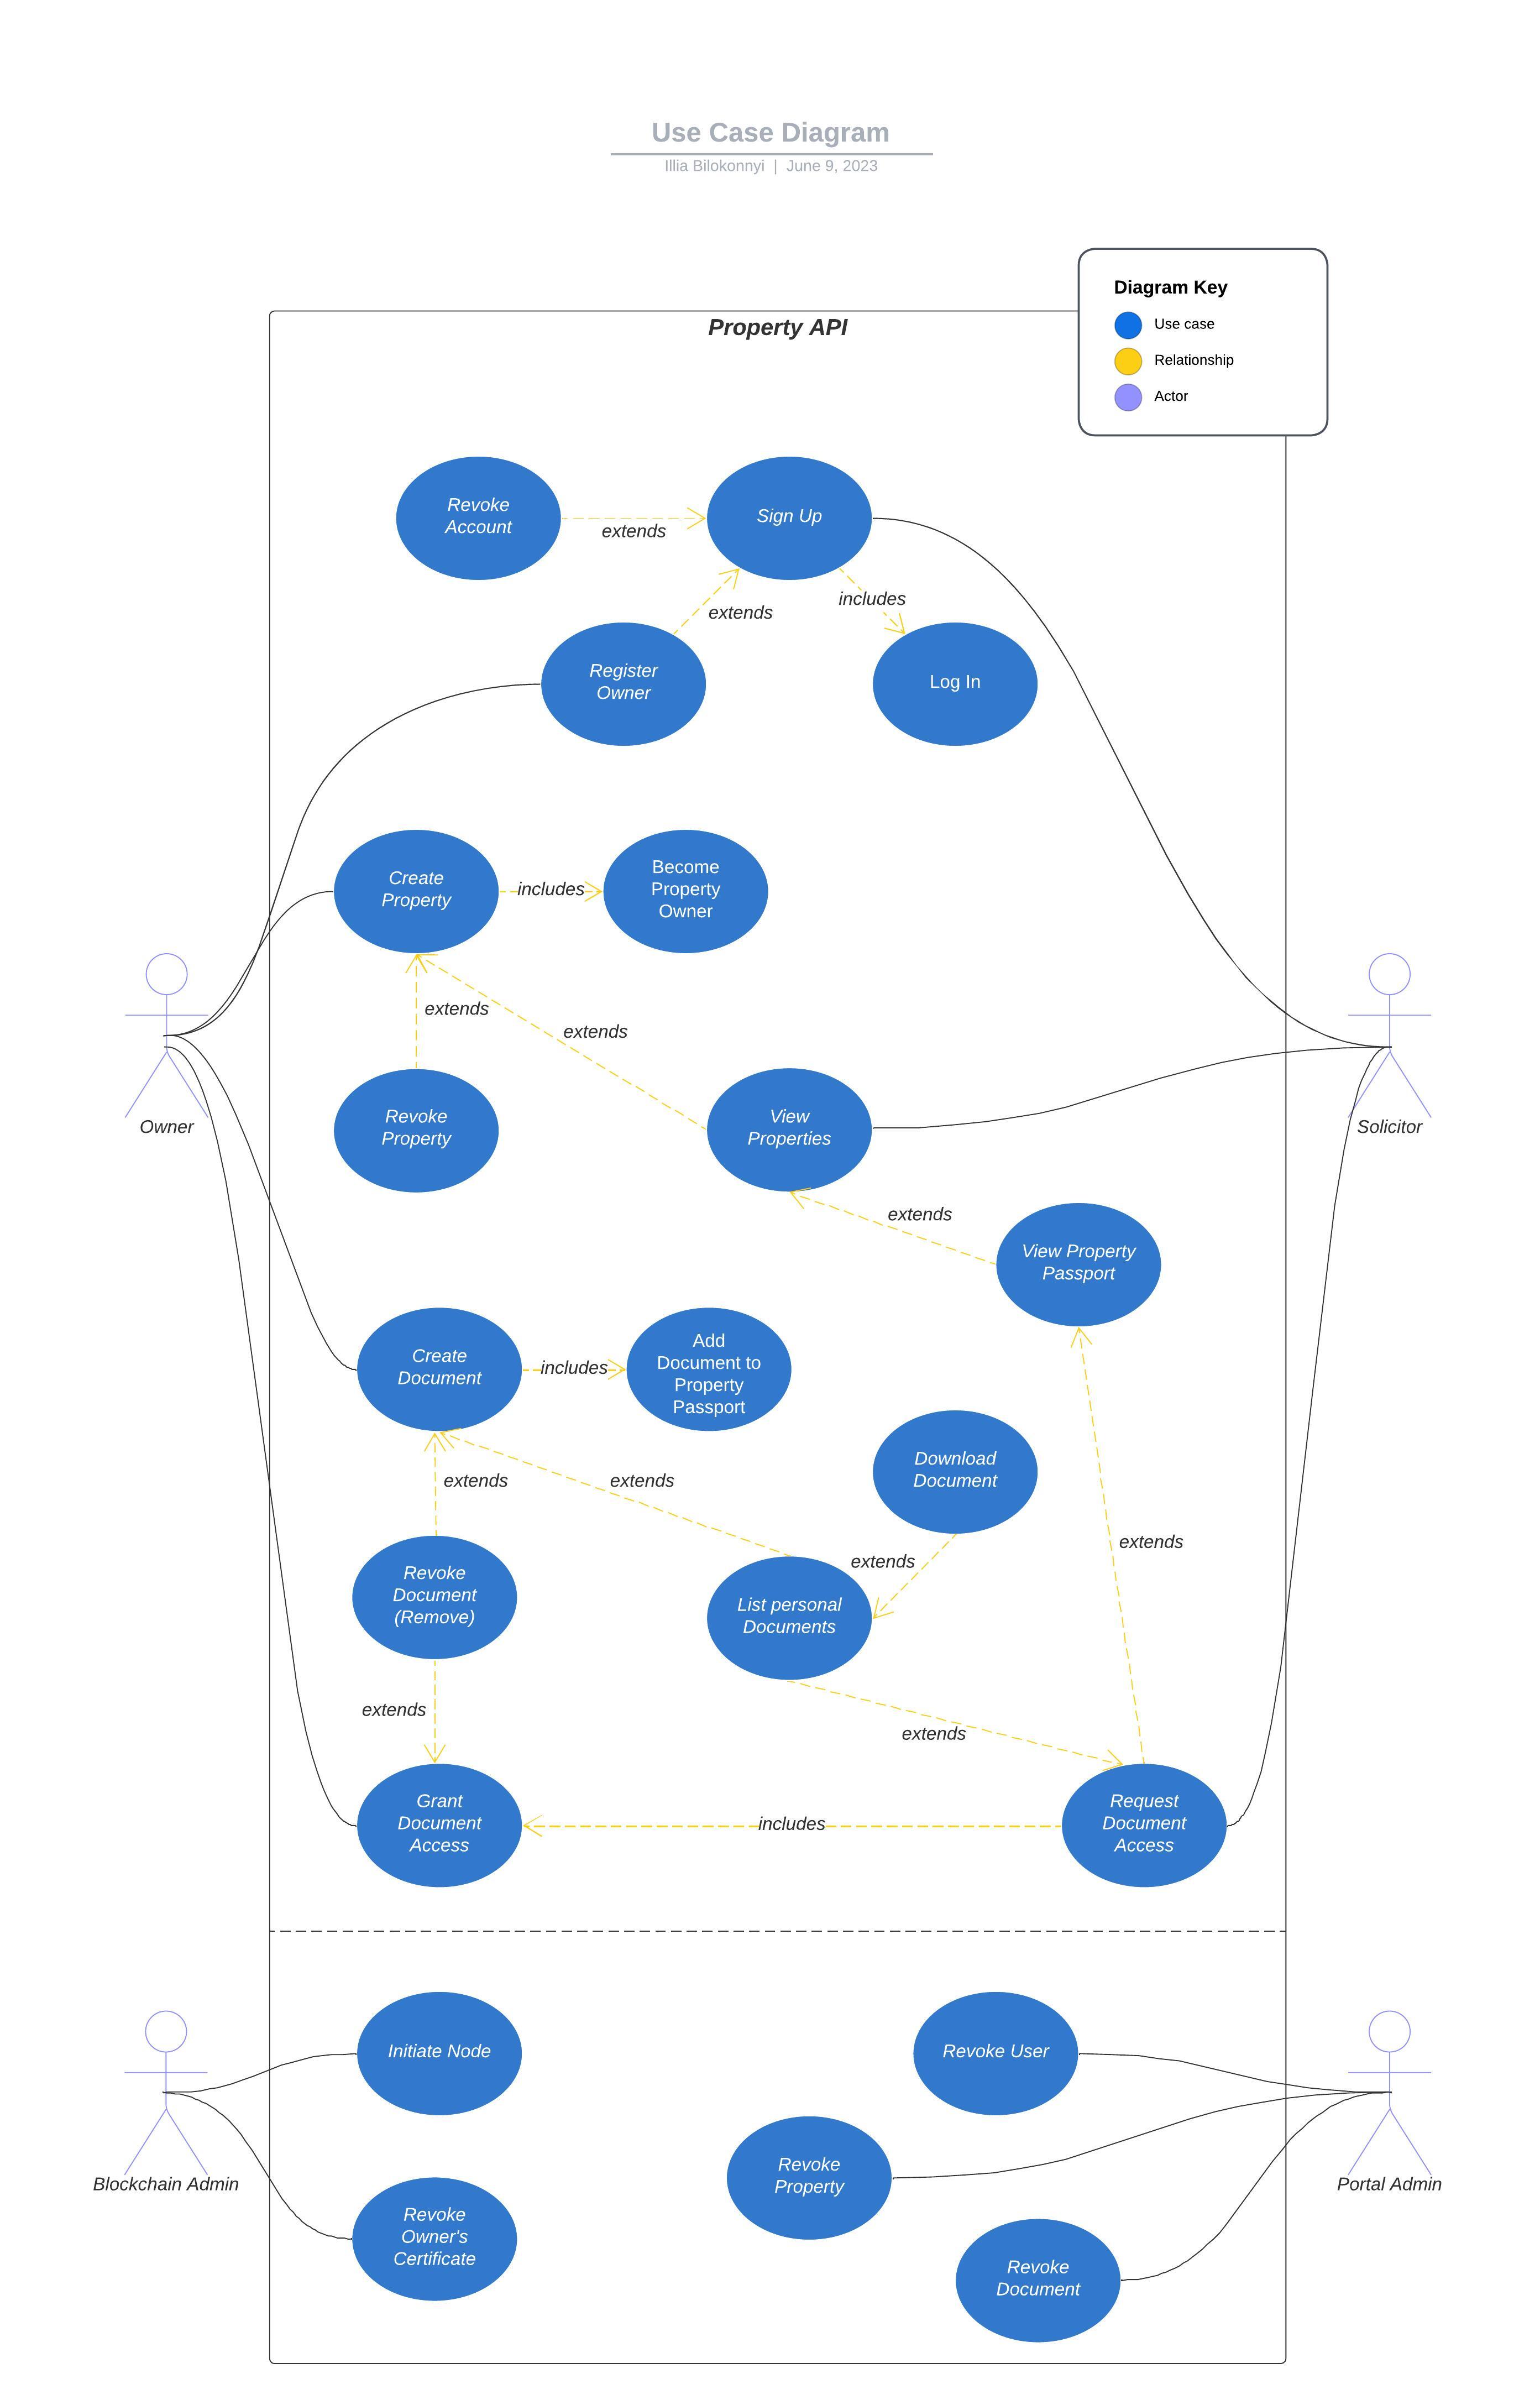 Use Case Diagram
Illia Bilokonnyi | June 9, 2023
Diagram Key
Use case
Relationship
Actor
Property API
Revoke
Account
extends
Sign Up
extends
includes
Register
Owner
Log In
Create
Property
includes
Become
Property
Owner
extends
extends
Owner
Revoke
Property
View
Properties
Solicitor
extends
View Property
Passport
Create
Document
includes
Add
Document to
Property
Passport
extends
extends
Download
Document
extends
extends
Revoke
Document
(Remove)
List personal
Documents
extends
extends
Grant
Document
Access
includes
Request
Document
Access
Initiate Node
Revoke User
Blockchain Admin
Revoke
Property
Portal Admin
Revoke
Owner's
Certificate
Revoke
Document